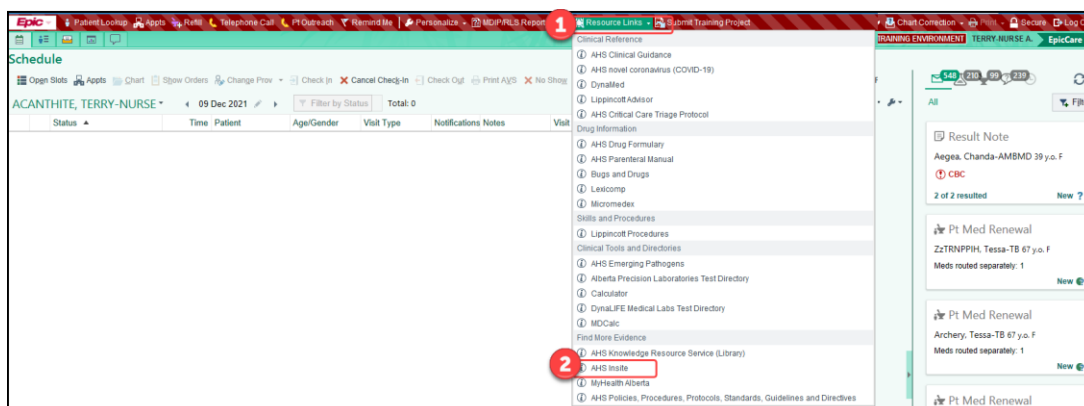 Epic Patient Lookup Appts Refill Telephone Call Pt Outreach Remind Me Personalize MDIP/RLS Report 1 Resource Links Submit Training Project Chart Correction Print Secure Log O
TRAINING ENVIRONMENT TERRY-NURSE A. EpicCare
Schedule
Open Slots Appts Chart Show Orders Change Prov Check In Cancel Check-In Check Out Print AVS No Show
548 210 99 239
ACANTHITE, TERRY-NURSE 09 Dec 2021 Filter by Status Total: 0
All Filt
Status Time Patient Age/Gender Visit Type Notifications Notes Visit
Clinical Reference
AHS Clinical Guidance
AHS novel coronavirus (COVID-19)
DynaMed
Lippincott Advisor
AHS Critical Care Triage Protocol
Drug Information
AHS Drug Formulary
AHS Parenteral Manual
Bugs and Drugs
Lexicomp
Micromedex
Skills and Procedures
Lippincott Procedures
Clinical Tools and Directories
AHS Emerging Pathogens
Alberta Precision Laboratories Test Directory
Calculator
DynaLIFE Medical Labs Test Directory
MDCalc
Find More Evidence
AHS Knowledge Resource Service (Library)
2 AHS Insite
MyHealth Alberta
AHS Policies, Procedures, Protocols, Standards, Guidelines and Directives
Result Note
Aegea, Chanda-AMBMD 39 y.o. F
CBC
2 of 2 resulted New ?
Pt Med Renewal
ZzTRNPPIH, Tessa-TB 67 y.o. F
Meds routed separately: 1
New
Pt Med Renewal
Archery, Tessa-TB 67 y.o. F
Meds routed separately: 1
New
Pt Med Renewal